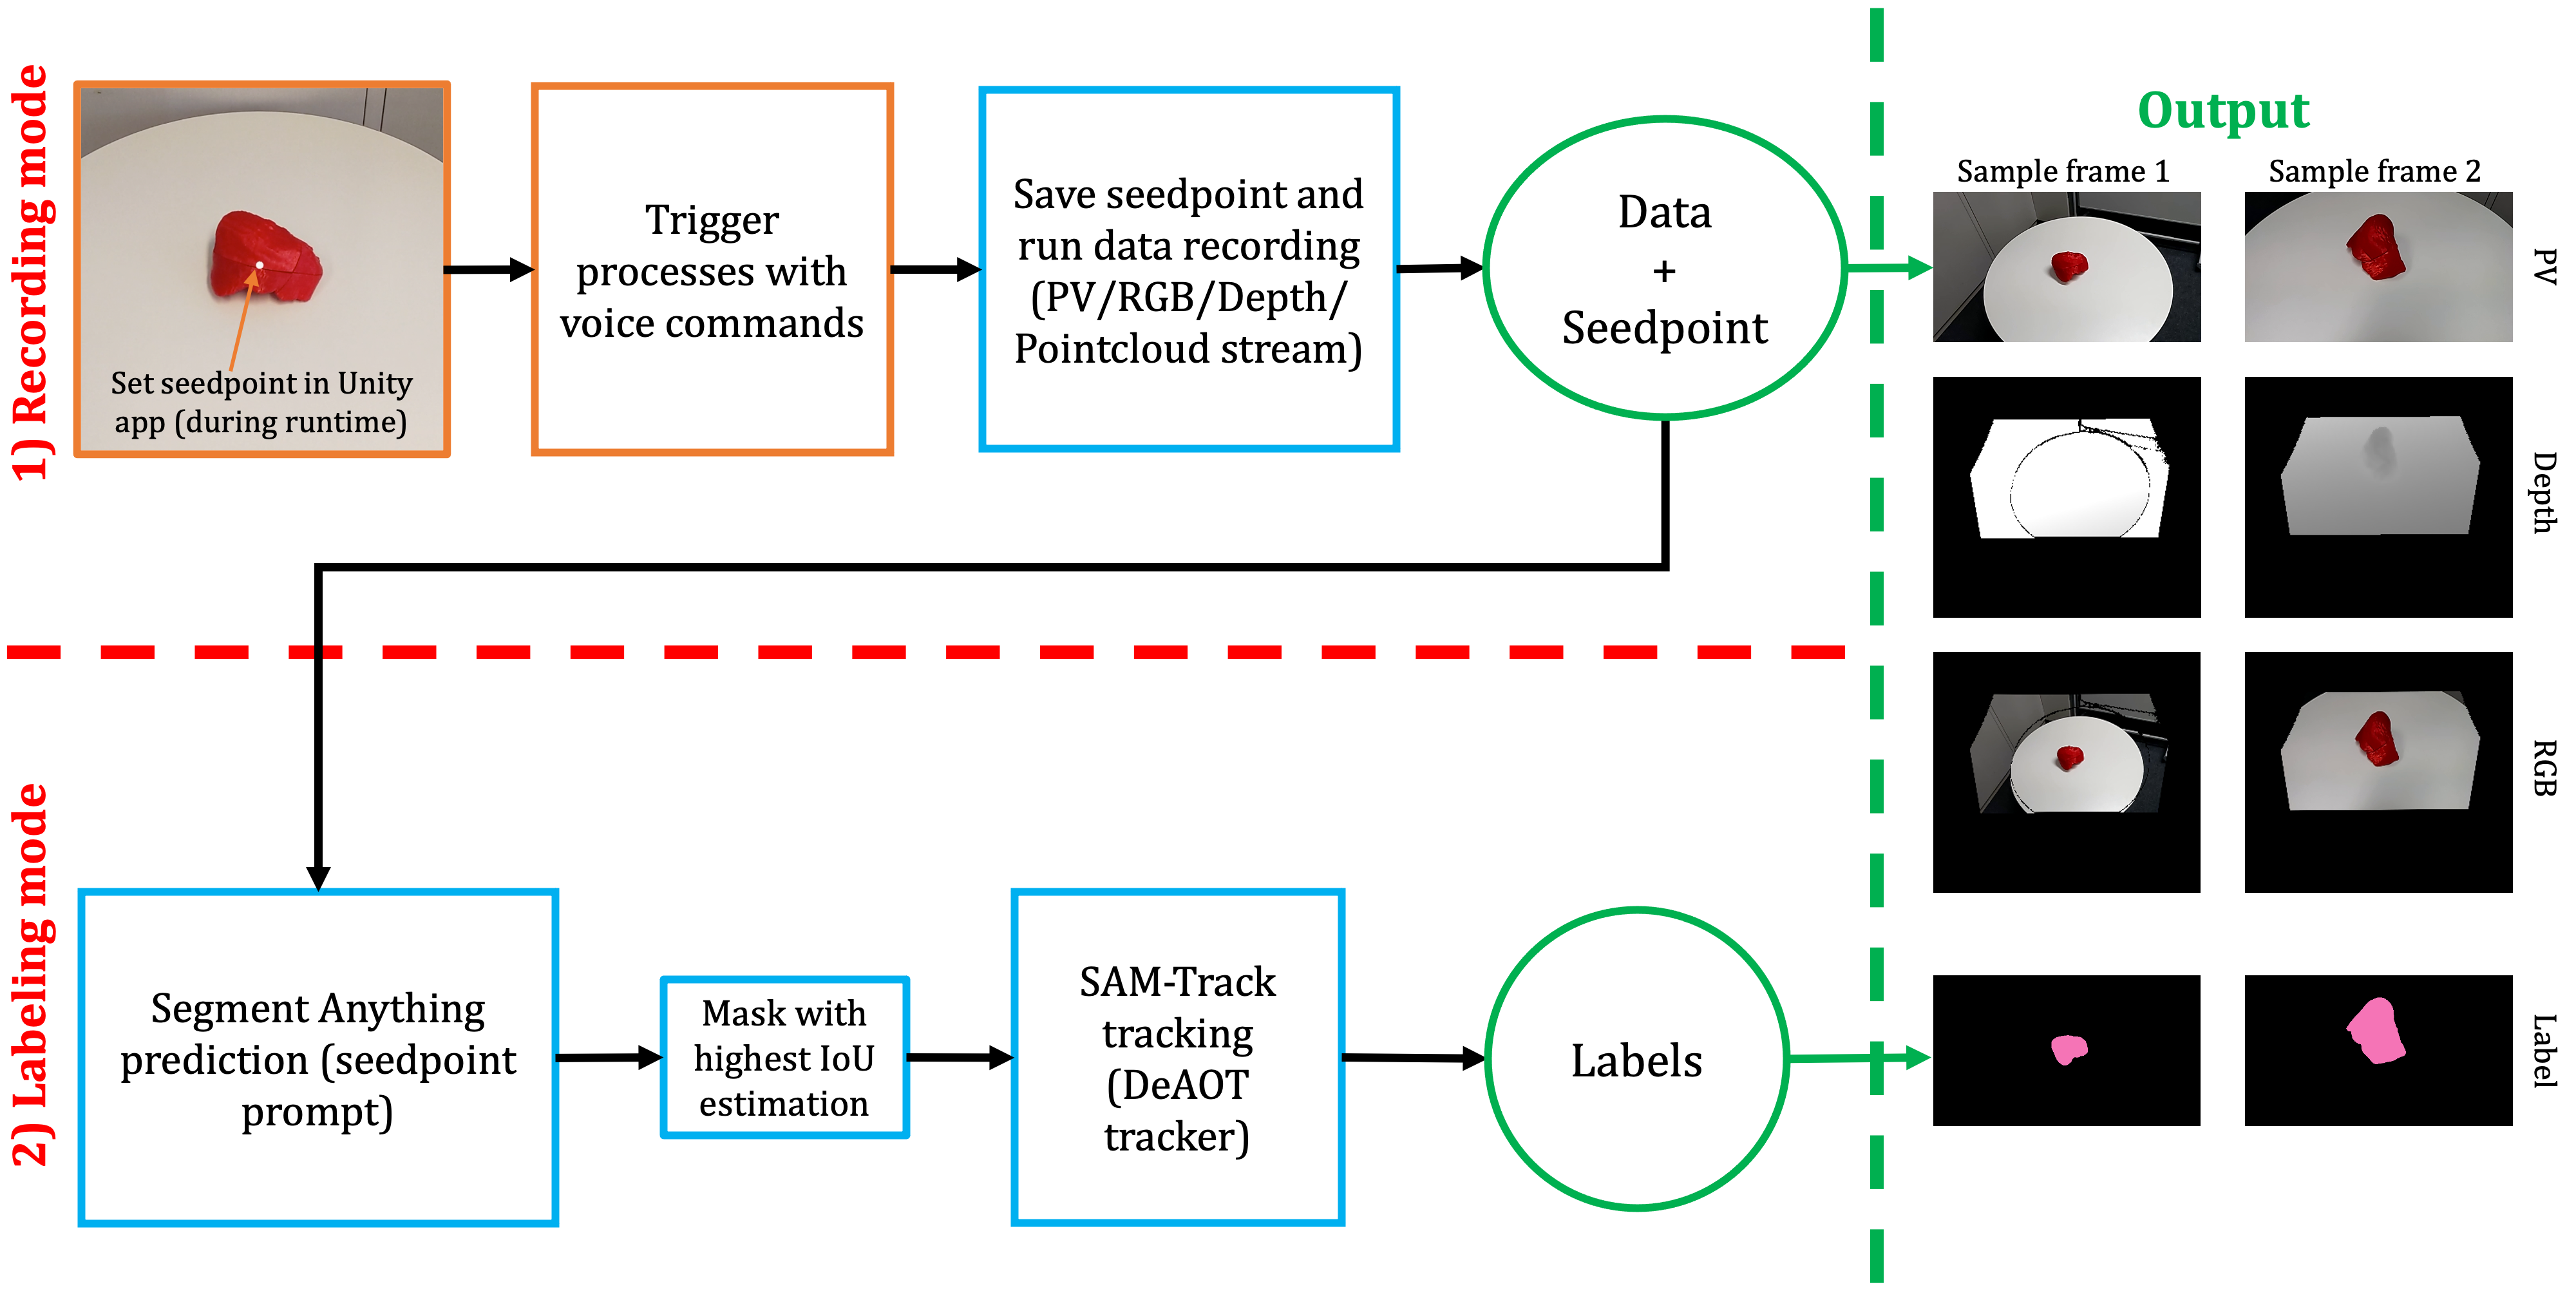 1) Recording mode
Set seedpoint in Unity
app (during runtime)
Trigger
processes with
voice commands
Save seedpoint and
run data recording
(PV/RGB/Depth/
Pointcloud stream)
Data
+
Seedpoint
Output
Sample frame 1
Sample frame 2
PV
Depth
RGB
Label
2) Labeling mode
Segment Anything
prediction (seedpoint
prompt)
Mask with
highest IoU
estimation
SAM-Track
tracking
(DeAOT
tracker)
Labels